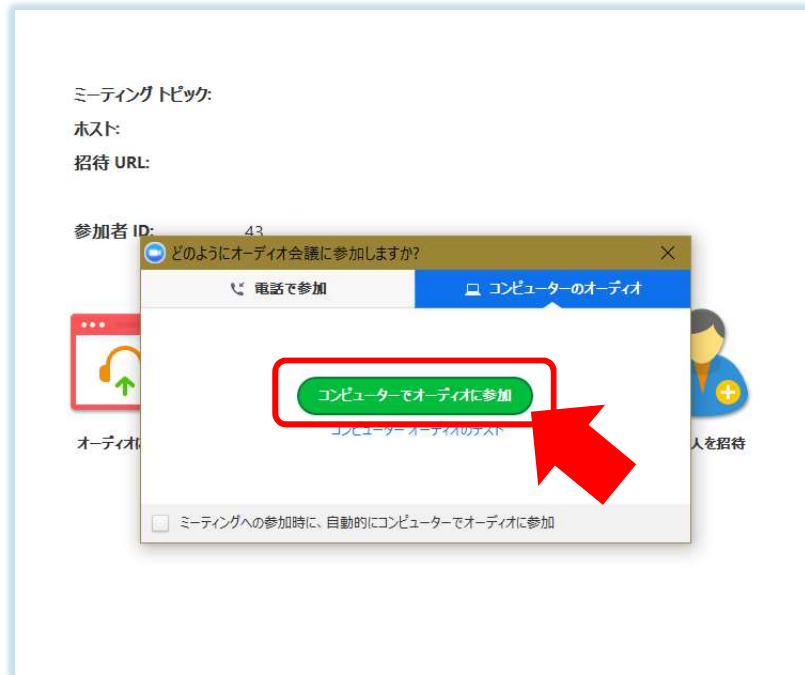 ミーティング トピック:
ホスト:
招待 URL:
参加者 ID: 43
どのようにオーディオ会議に参加しますか?
電話で参加
コンピューターのオーディオ
コンピューターでオーディオに参加
コンピューター オーディオのテスト
オーディオに
人を招待
ミーティングへの参加時に、自動的にコンピューターでオーディオに参加